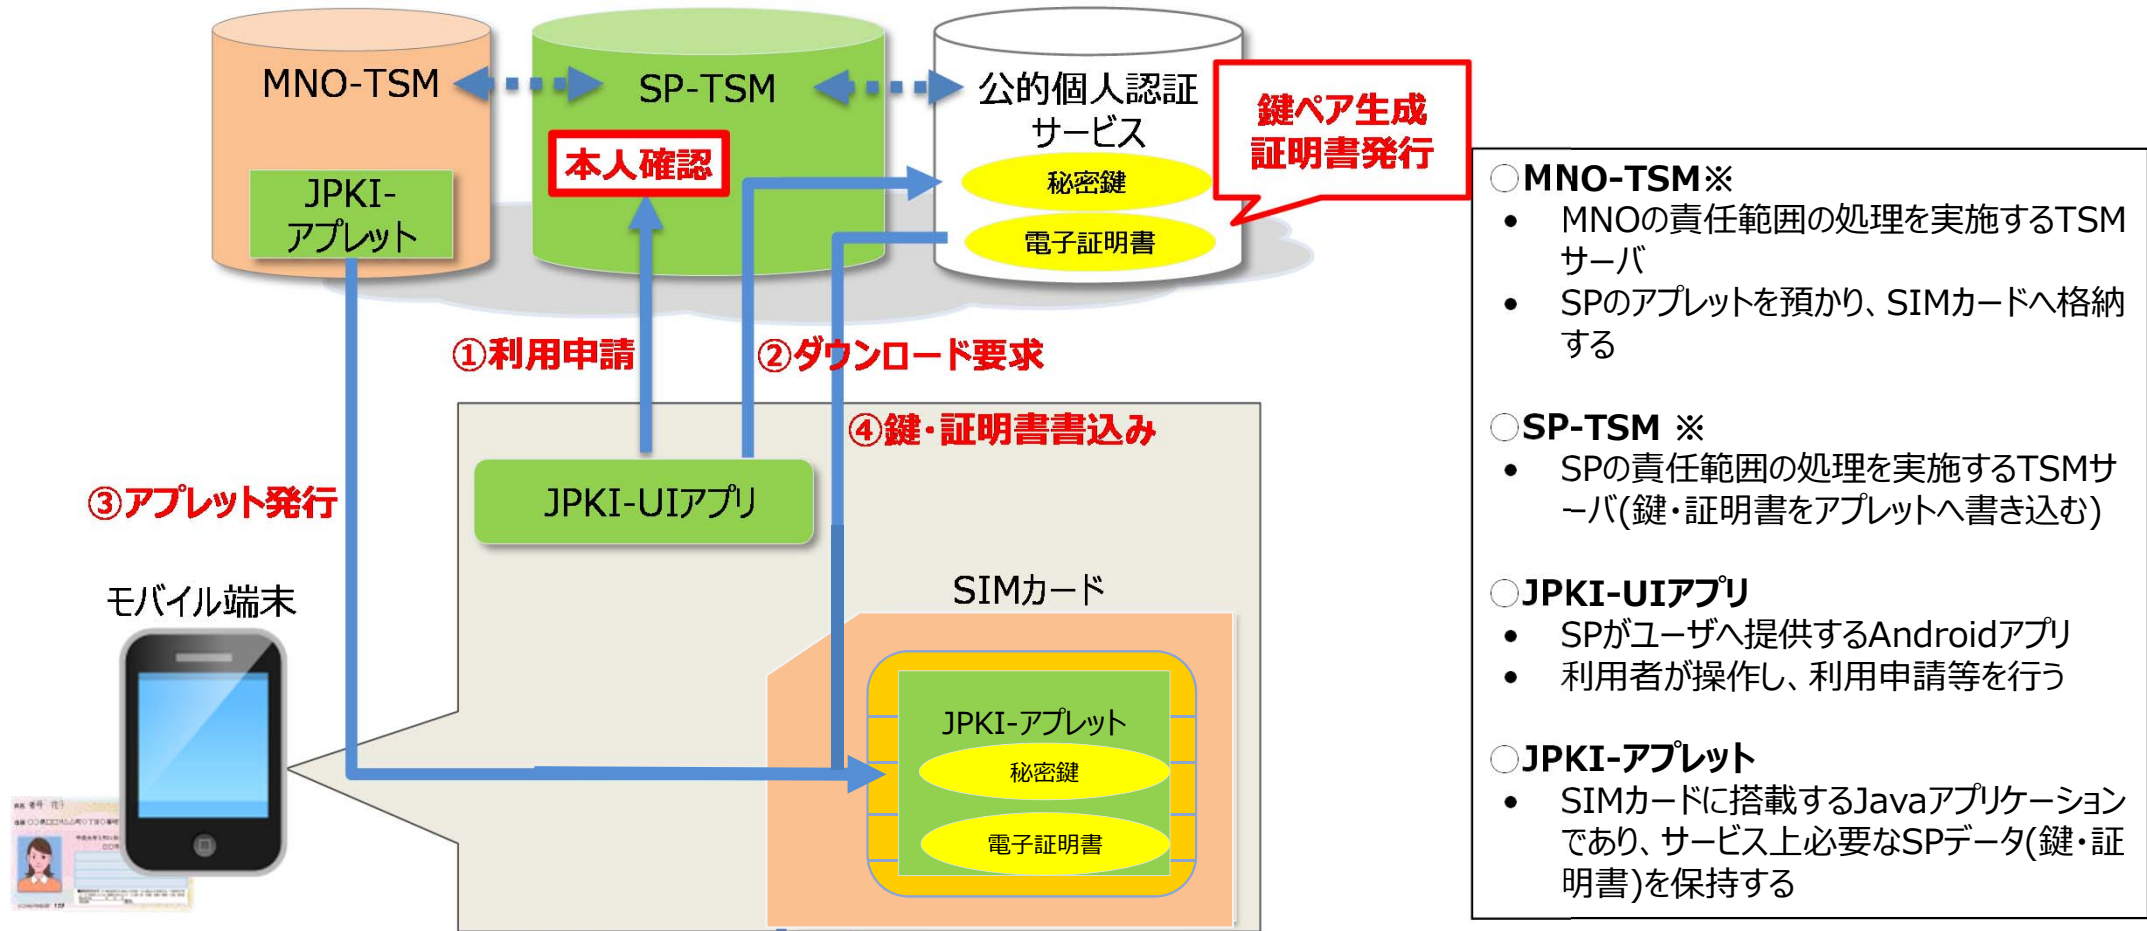 MNO-TSM
SP-TSM
公的個人認証
サービス
鍵ペア生成
証明書発行
本人確認
JPKI-
アプレット
秘密鍵
電子証明書
①利用申請
②ダウンロード要求
④鍵・証明書書込み
③アプレット発行
JPKI-UIアプリ
モバイル端末
SIMカード
JPKI-アプレット
秘密鍵
電子証明書
○MNO-TSM※
• MNOの責任範囲の処理を実施するTSM
サーバ
• SPのアプレットを預かり、SIMカードへ格納
する
○SP-TSM ※
• SPの責任範囲の処理を実施するTSMサ
ーバ(鍵・証明書をアプレットへ書き込む)
○JPKI-UIアプリ
• SPがユーザへ提供するAndroidアプリ
• 利用者が操作し、利用申請等を行う
○JPKI-アプレット
• SIMカードに搭載するJavaアプリケーション
であり、サービス上必要なSPデータ(鍵・証
明書)を保持する